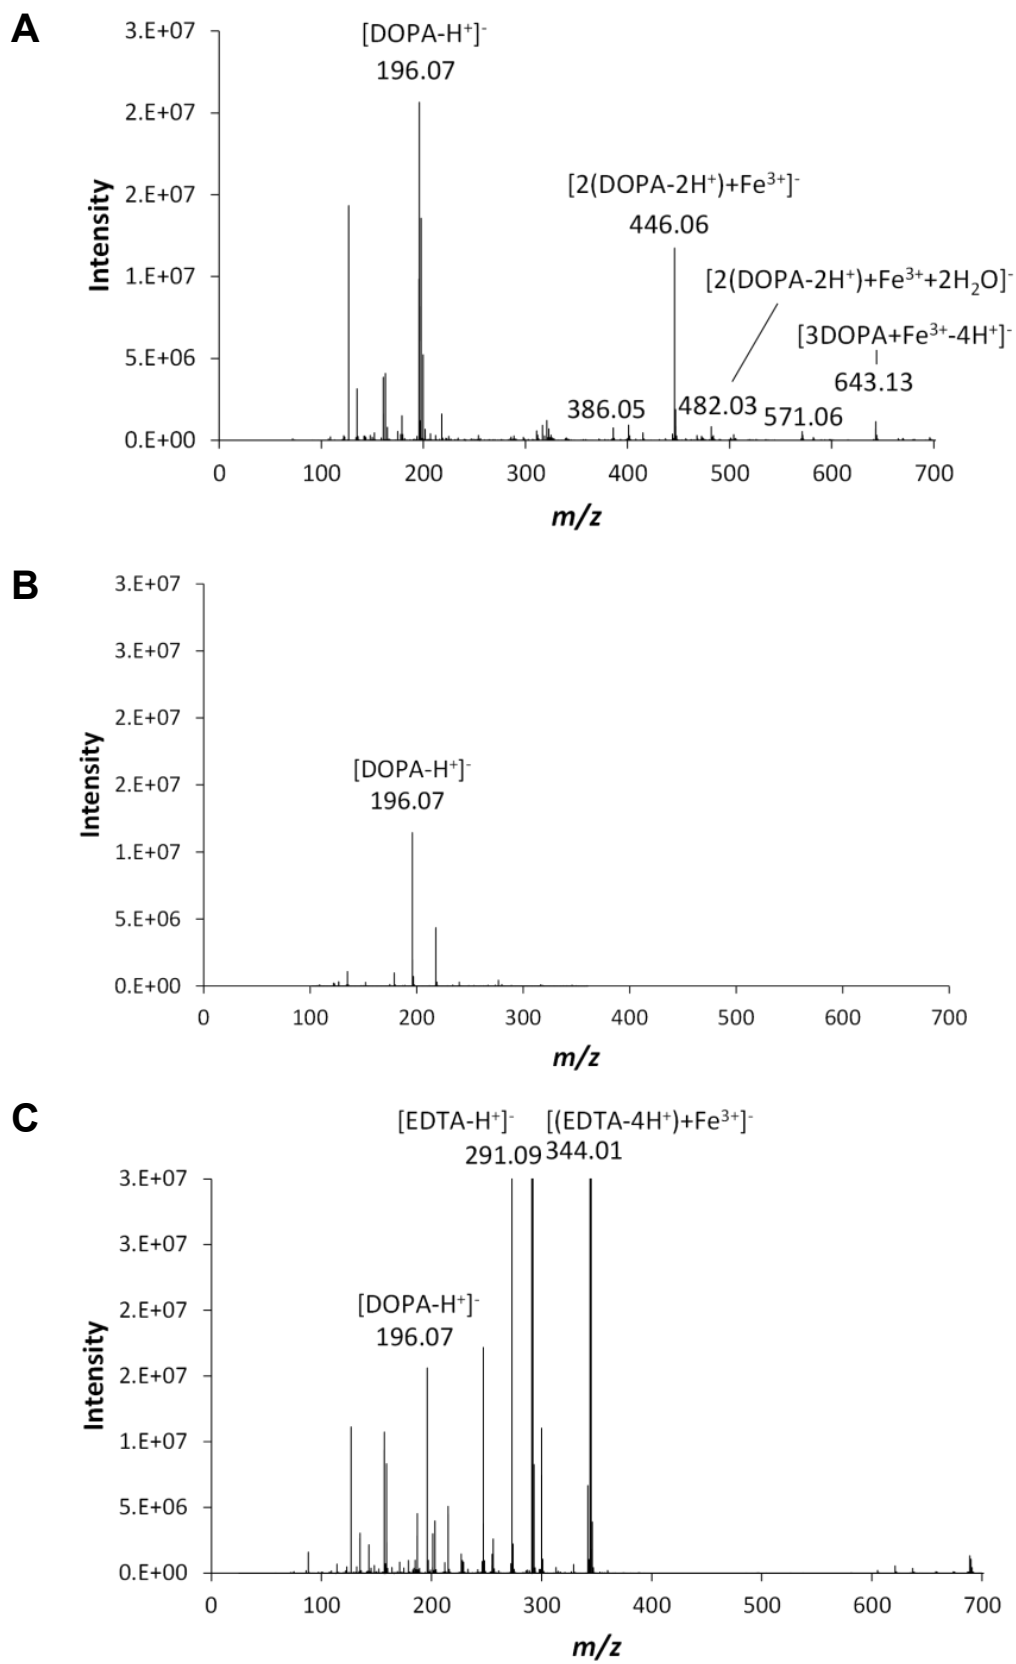 A
[DOPA-H⁺]⁻
196.07
[2(DOPA-2H⁺)+Fe³⁺]⁻
446.06
[2(DOPA-2H⁺)+Fe³⁺+2H₂O]⁻
[3DOPA+Fe³⁺-4H⁺]⁻
643.13
386.05
482.03
571.06
3.E+07
2.E+07
2.E+07
1.E+07
5.E+06
0.E+00
Intensity
0 100 200 300 400 500 600 700
m/z
B
3.E+07
3.E+07
2.E+07
2.E+07
1.E+07
5.E+06
0.E+00
Intensity
[DOPA-H⁺]⁻
196.07
0 100 200 300 400 500 600 700
m/z
C
[EDTA-H⁺]⁻ [(EDTA-4H⁺)+Fe³⁺]⁻
291.09 344.01
[DOPA-H⁺]⁻
196.07
3.E+07
3.E+07
2.E+07
2.E+07
1.E+07
5.E+06
0.E+00
Intensity
0 100 200 300 400 500 600 700
m/z